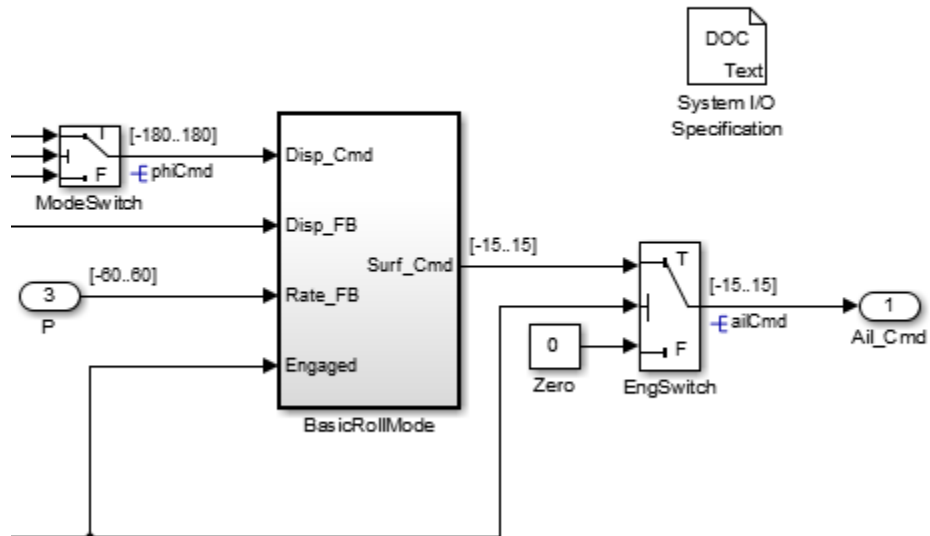 DOC
Text
System I/O
Specification
T
[-180..180]
F
phiCmd
ModeSwitch
Disp_Cmd
Disp_FB
Surf_Cmd
Rate_FB
Engaged
BasicRollMode
[-60..60]
3
P
[-15..15]
T
[-15..15]
ailCmd
F
EngSwitch
0
Zero
1
Ail_Cmd